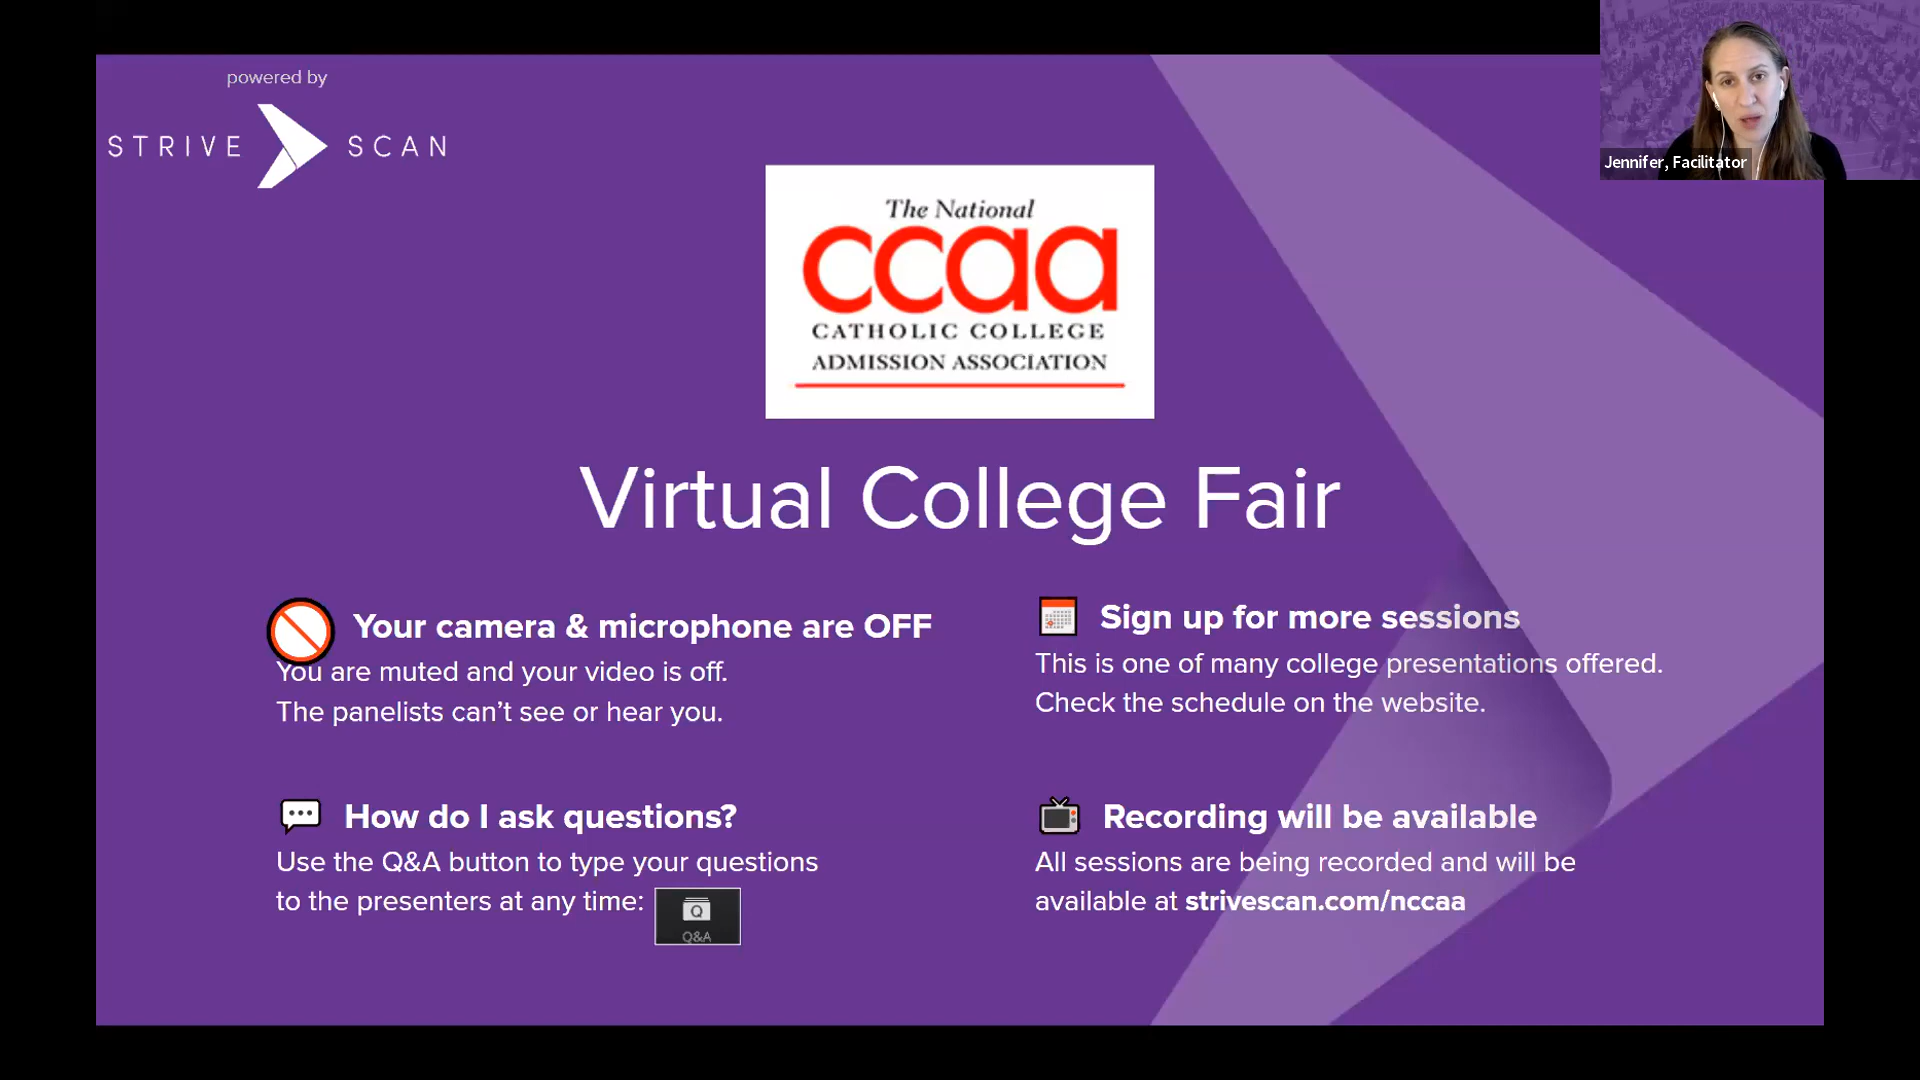 powered by
STRIVE SCAN
Jennifer, Facilitator
The National
ccaa
CATHOLIC COLLEGE
ADMISSION ASSOCIATION
Virtual College Fair
Your camera & microphone are OFF
You are muted and your video is off.
The panelists can't see or hear you.
Sign up for more sessions
This is one of many college presentations offered.
Check the schedule on the website.
How do I ask questions?
Use the Q&A button to type your questions
to the presenters at any time:
Q
Q&A
Recording will be available
All sessions are being recorded and will be
available at strivescan.com/nccaa